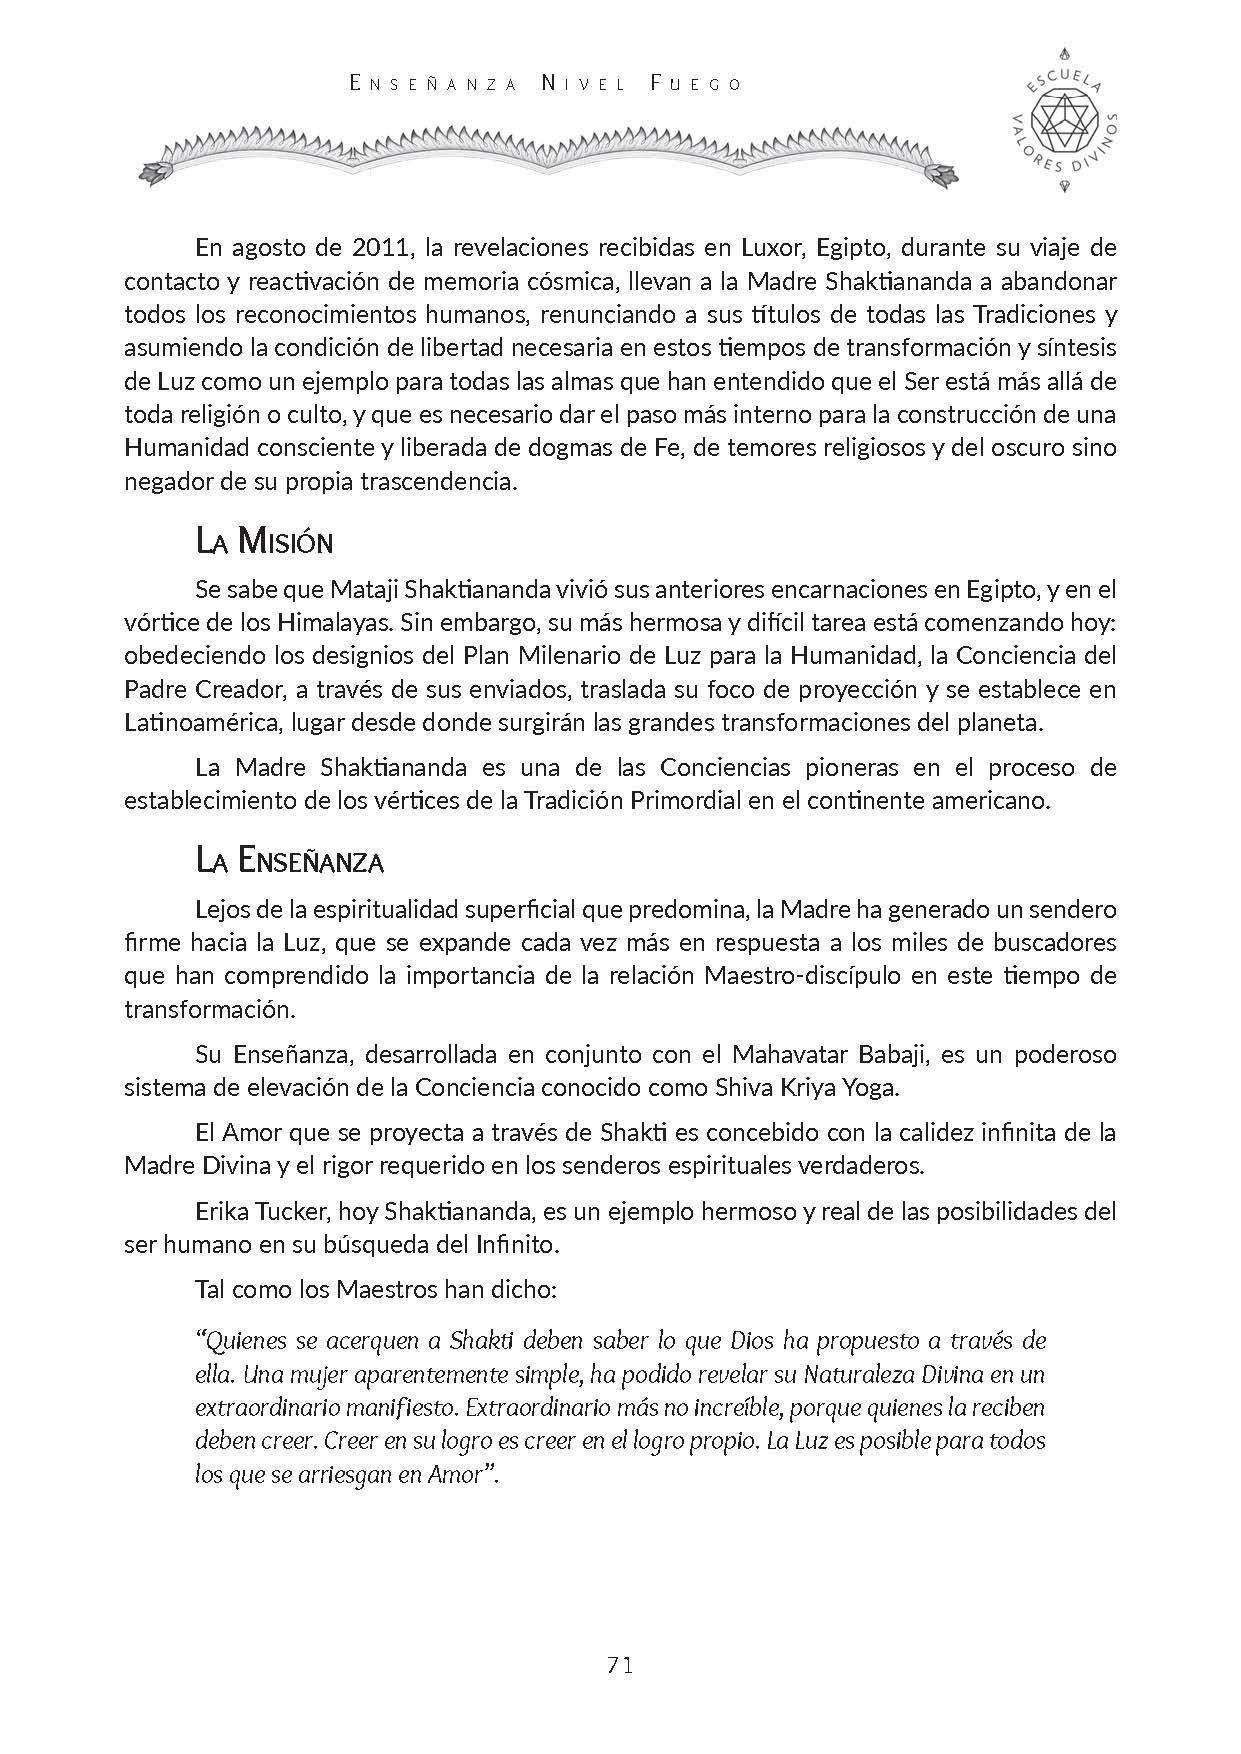 Enseñanza Nivel Fuego
ESCUELA
VALORES DIVINOS
En agosto de 2011, la revelaciones recibidas en Luxor, Egipto, durante su viaje de
contacto y reactivación de memoria cósmica, llevan a la Madre Shaktiananda a abandonar
todos los reconocimientos humanos, renunciando a sus títulos de todas las Tradiciones y
asumiendo la condición de libertad necesaria en estos tiempos de transformación y síntesis
de Luz como un ejemplo para todas las almas que han entendido que el Ser está más allá de
toda religión o culto, y que es necesario dar el paso más interno para la construcción de una
Humanidad consciente y liberada de dogmas de Fe, de temores religiosos y del oscuro sino
negador de su propia trascendencia.
La Misión
Se sabe que Mataji Shaktiananda vivió sus anteriores encarnaciones en Egipto, y en el
vórtice de los Himalayas. Sin embargo, su más hermosa y difícil tarea está comenzando hoy:
obedeciendo los designios del Plan Milenario de Luz para la Humanidad, la Conciencia del
Padre Creador, a través de sus enviados, traslada su foco de proyección y se establece en
Latinoamérica, lugar desde donde surgirán las grandes transformaciones del planeta.
La Madre Shaktiananda es una de las Conciencias pioneras en el proceso de
establecimiento de los vértices de la Tradición Primordial en el continente americano.
La Enseñanza
Lejos de la espiritualidad superficial que predomina, la Madre ha generado un sendero
firme hacia la Luz, que se expande cada vez más en respuesta a los miles de buscadores
que han comprendido la importancia de la relación Maestro-discípulo en este tiempo de
transformación.
Su Enseñanza, desarrollada en conjunto con el Mahavatar Babaji, es un poderoso
sistema de elevación de la Conciencia conocido como Shiva Kriya Yoga.
El Amor que se proyecta a través de Shakti es concebido con la calidez infinita de la
Madre Divina y el rigor requerido en los senderos espirituales verdaderos.
Erika Tucker, hoy Shaktiananda, es un ejemplo hermoso y real de las posibilidades del
ser humano en su búsqueda del Infinito.
Tal como los Maestros han dicho:
“Quienes se acerquen a Shakti deben saber lo que Dios ha propuesto a través de
ella. Una mujer aparentemente simple, ha podido revelar su Naturaleza Divina en un
extraordinario manifiesto. Extraordinario más no increíble, porque quienes la reciben
deben creer. Creer en su logro es creer en el logro propio. La Luz es posible para todos
los que se arriesgan en Amor”.
71